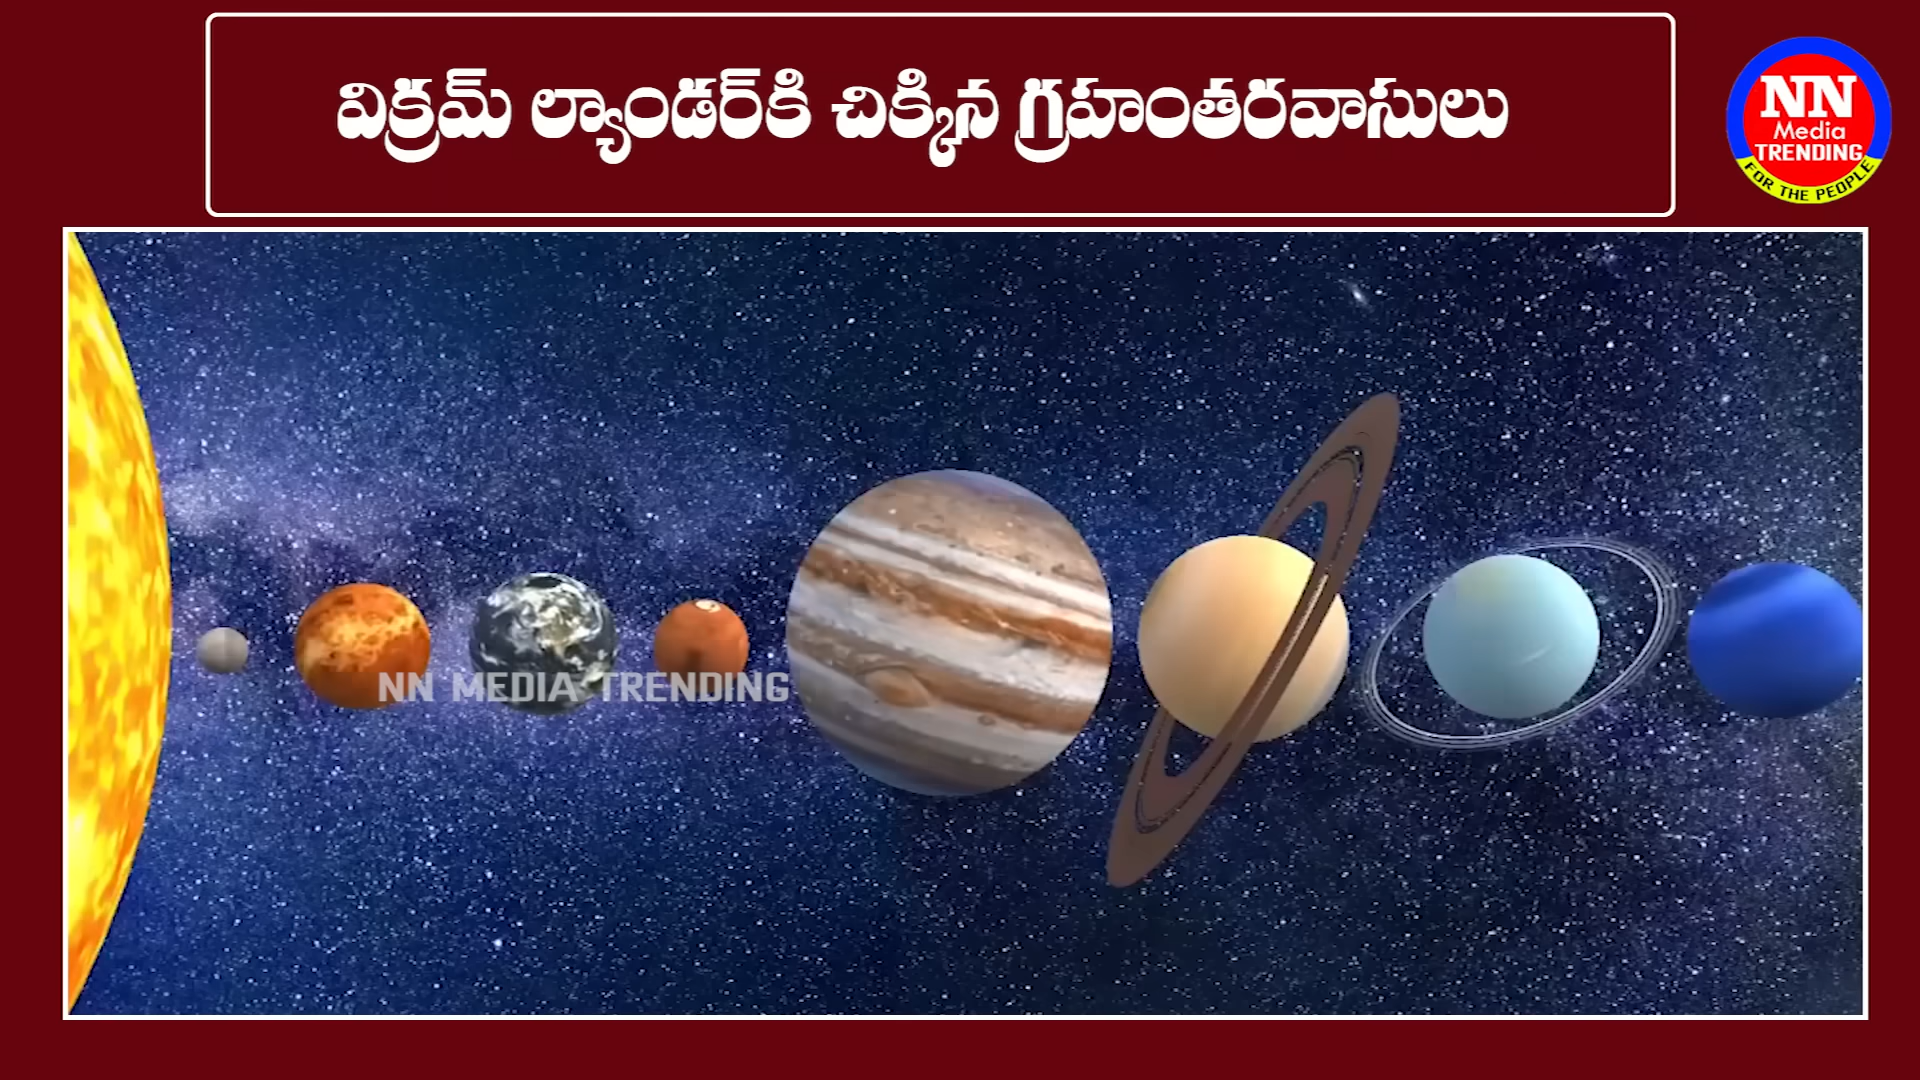 విక్రమ్ ల్యాండర్‌కి చిక్కిన గ్రహంతరవాసులు
NN
Media
TRENDING
FOR THE PEOPLE
NN MEDIA TRENDING